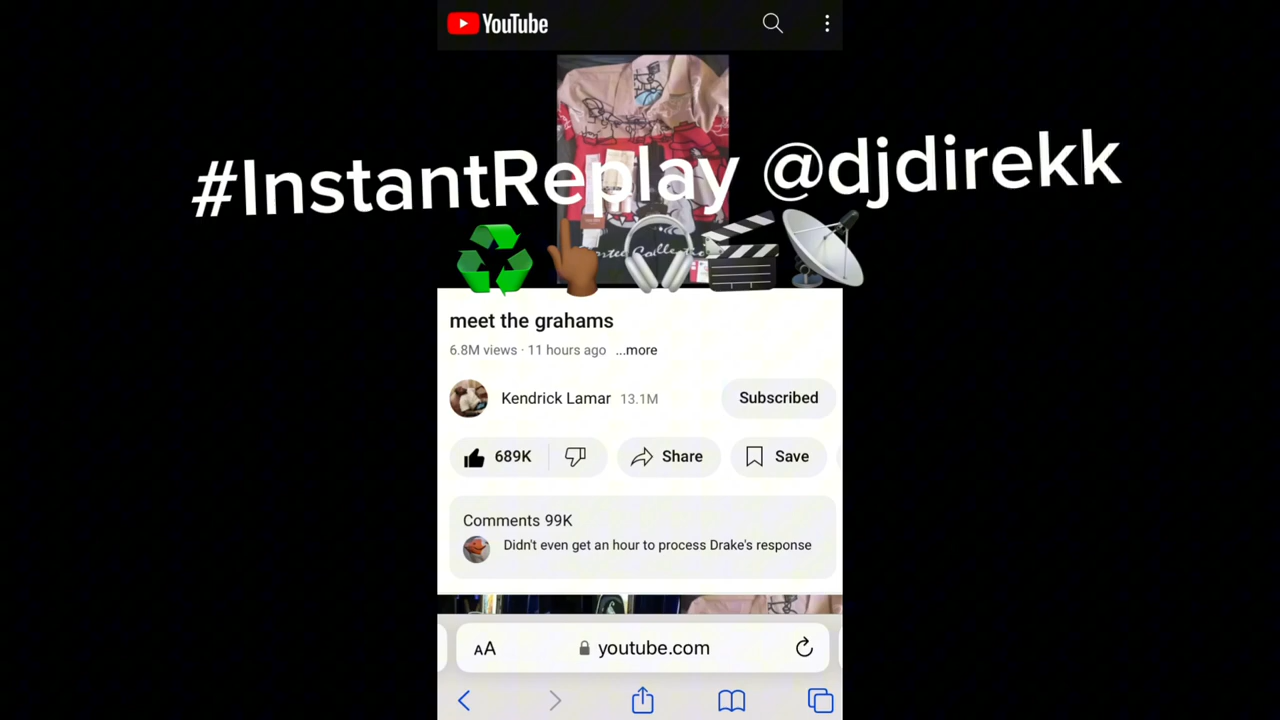 YouTube
#InstantReplay @djdirekk
meet the grahams
6.8M views · 11 hours ago ...more
Kendrick Lamar 13.1M
Subscribed
689K
Share
Save
Comments 99K
Didn't even get an hour to process Drake's response
AA
youtube.com